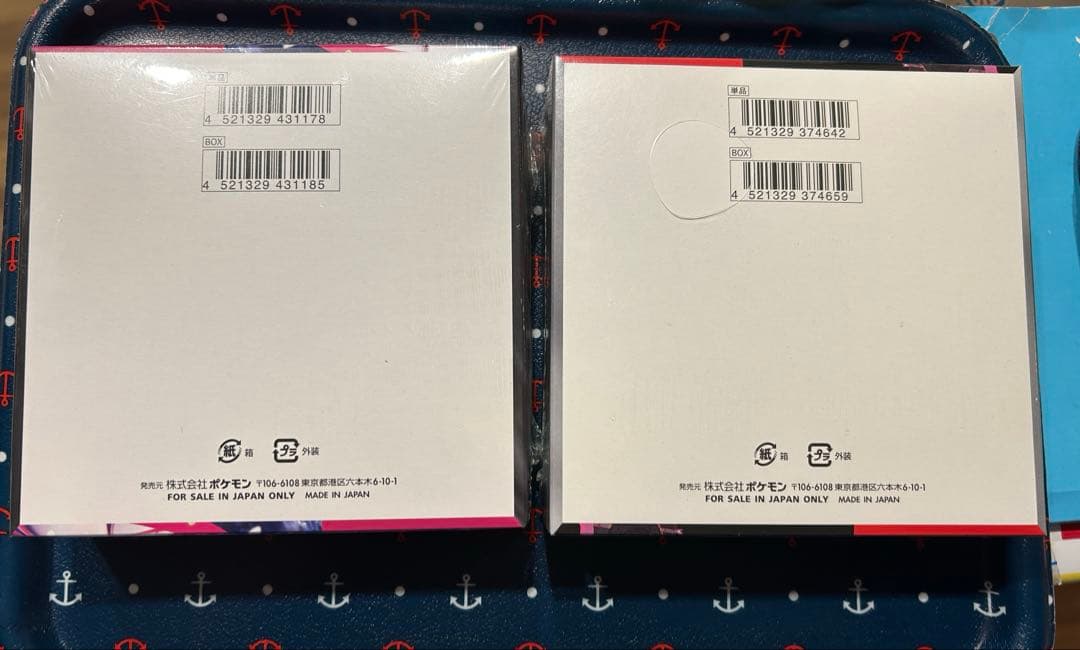 単品
4 521329 431178
BOX
4 521329 431185
紙 箱 プラ 外装
発売元 株式会社ポケモン 〒106-6108 東京都港区六本木6-10-1
FOR SALE IN JAPAN ONLY MADE IN JAPAN
単品
4 521329 374642
BOX
4 521329 374659
紙 箱 プラ 外装
発売元 株式会社ポケモン 〒106-6108 東京都港区六本木6-10-1
FOR SALE IN JAPAN ONLY MADE IN JAPAN